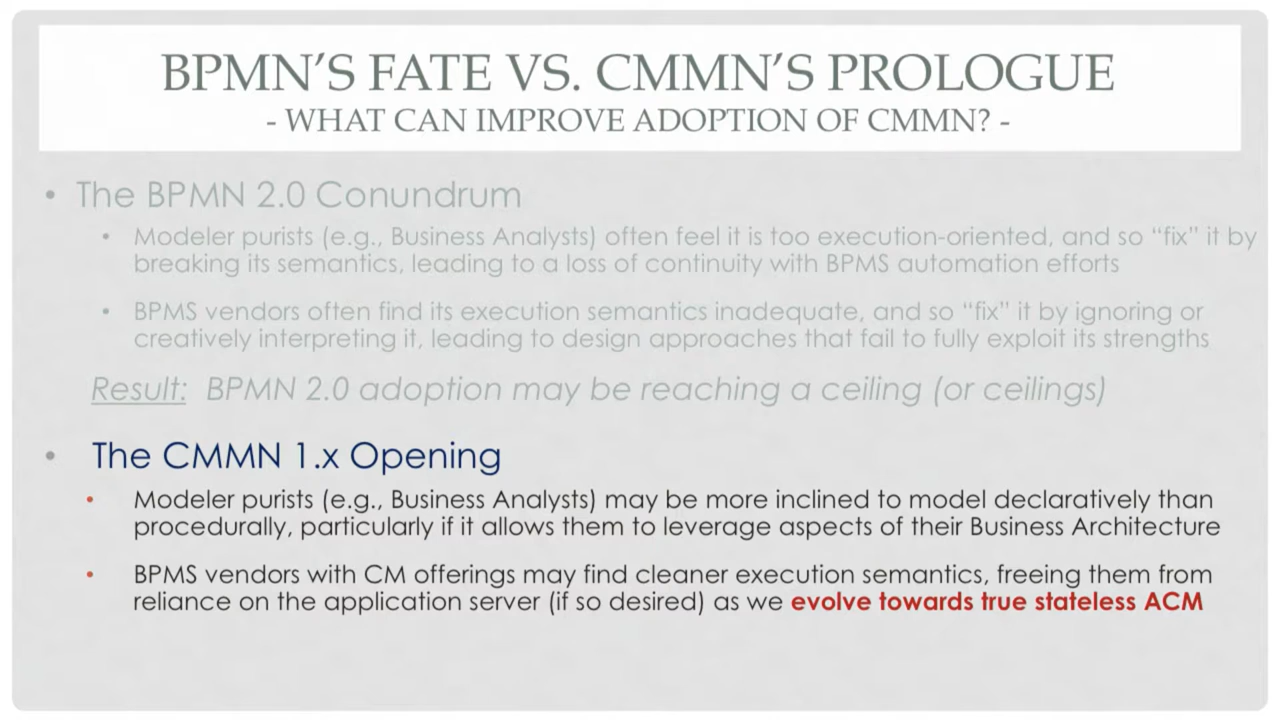 BPMN'S FATE VS. CMMN'S PROLOGUE
- WHAT CAN IMPROVE ADOPTION OF CMMN? -
• The BPMN 2.0 Conundrum
• Modeler purists (e.g., Business Analysts) often feel it is too execution-oriented, and so “fix” it by
breaking its semantics, leading to a loss of continuity with BPMS automation efforts
• BPMS vendors often find its execution semantics inadequate, and so “fix” it by ignoring or
creatively interpreting it, leading to design approaches that fail to fully exploit its strengths
Result: BPMN 2.0 adoption may be reaching a ceiling (or ceilings)
• The CMMN 1.x Opening
• Modeler purists (e.g., Business Analysts) may be more inclined to model declaratively than
procedurally, particularly if it allows them to leverage aspects of their Business Architecture
• BPMS vendors with CM offerings may find cleaner execution semantics, freeing them from
reliance on the application server (if so desired) as we evolve towards true stateless ACM